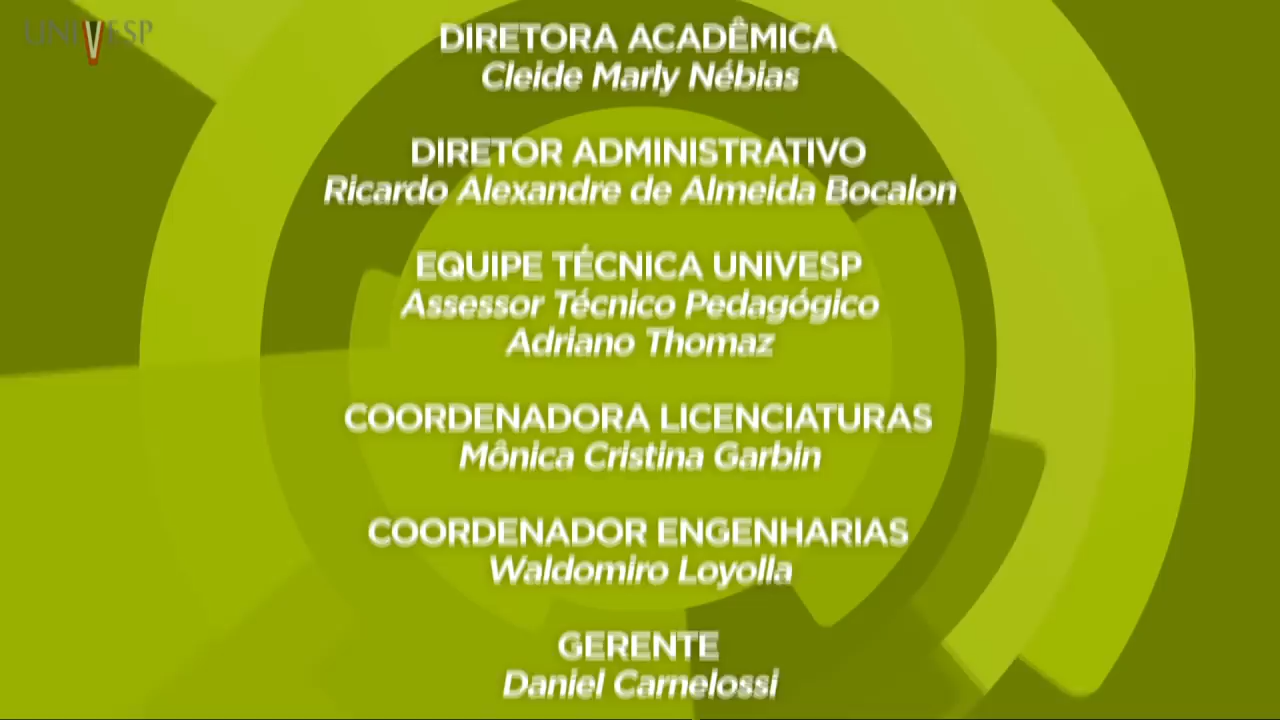 UNIVESP
DIRETORA ACADÊMICA
Cleide Marly Nébias
DIRETOR ADMINISTRATIVO
Ricardo Alexandre de Almeida Bocalon
EQUIPE TÉCNICA UNIVESP
Assessor Técnico Pedagógico
Adriano Thomaz
COORDENADORA LICENCIATURAS
Mônica Cristina Garbin
COORDENADOR ENGENHARIAS
Waldomiro Loyolla
GERENTE
Daniel Carnelossi